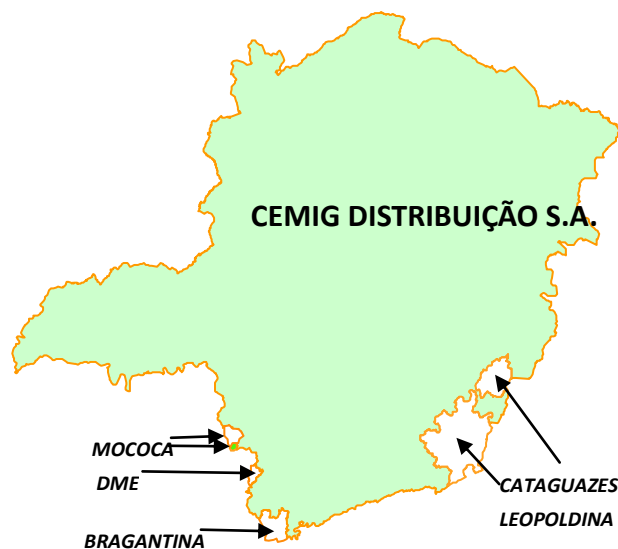 CEMIG DISTRIBUIÇÃO S.A.
MOCOCA
DME
BRAGANTINA
CATAGUAZES
LEOPOLDINA